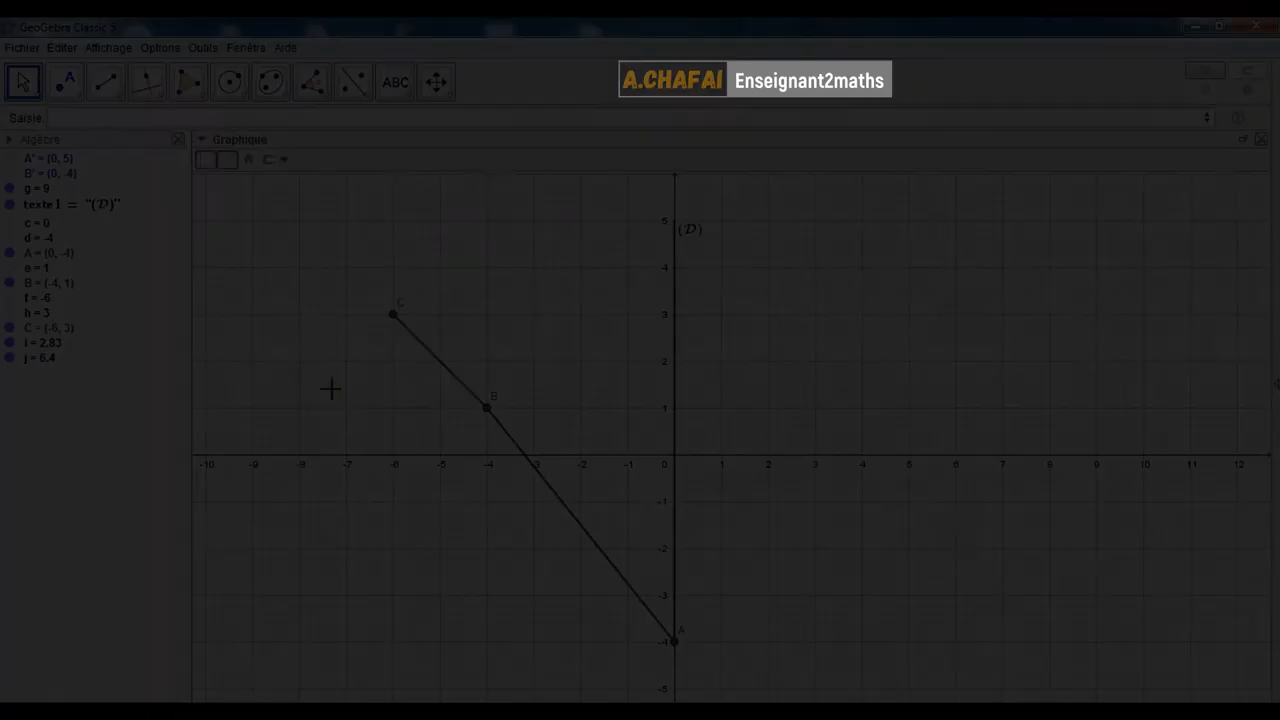 GeoGebra Classic 5
Fichier Éditer Affichage Options Outils Fenêtre Aide
ABC
A.CHAFAI Enseignant2maths
Saisie
Algèbre
Graphique
A' = (0, 5)
B' = (0, -4)
g = 9
texte1 = "(D)"
c = 0
d = -4
A = (0, -4)
e = 1
B = (-4, 1)
f = -6
h = 3
C = (-6, 3)
i = 2.83
j = 6.4
5
(D)
4
C
3
2
B
1
-10 -9 -8 -7 -6 -5 -4 -3 -2 -1 0 1 2 3 4 5 6 7 8 9 10 11 12
-1
-2
-3
A
-4
-5